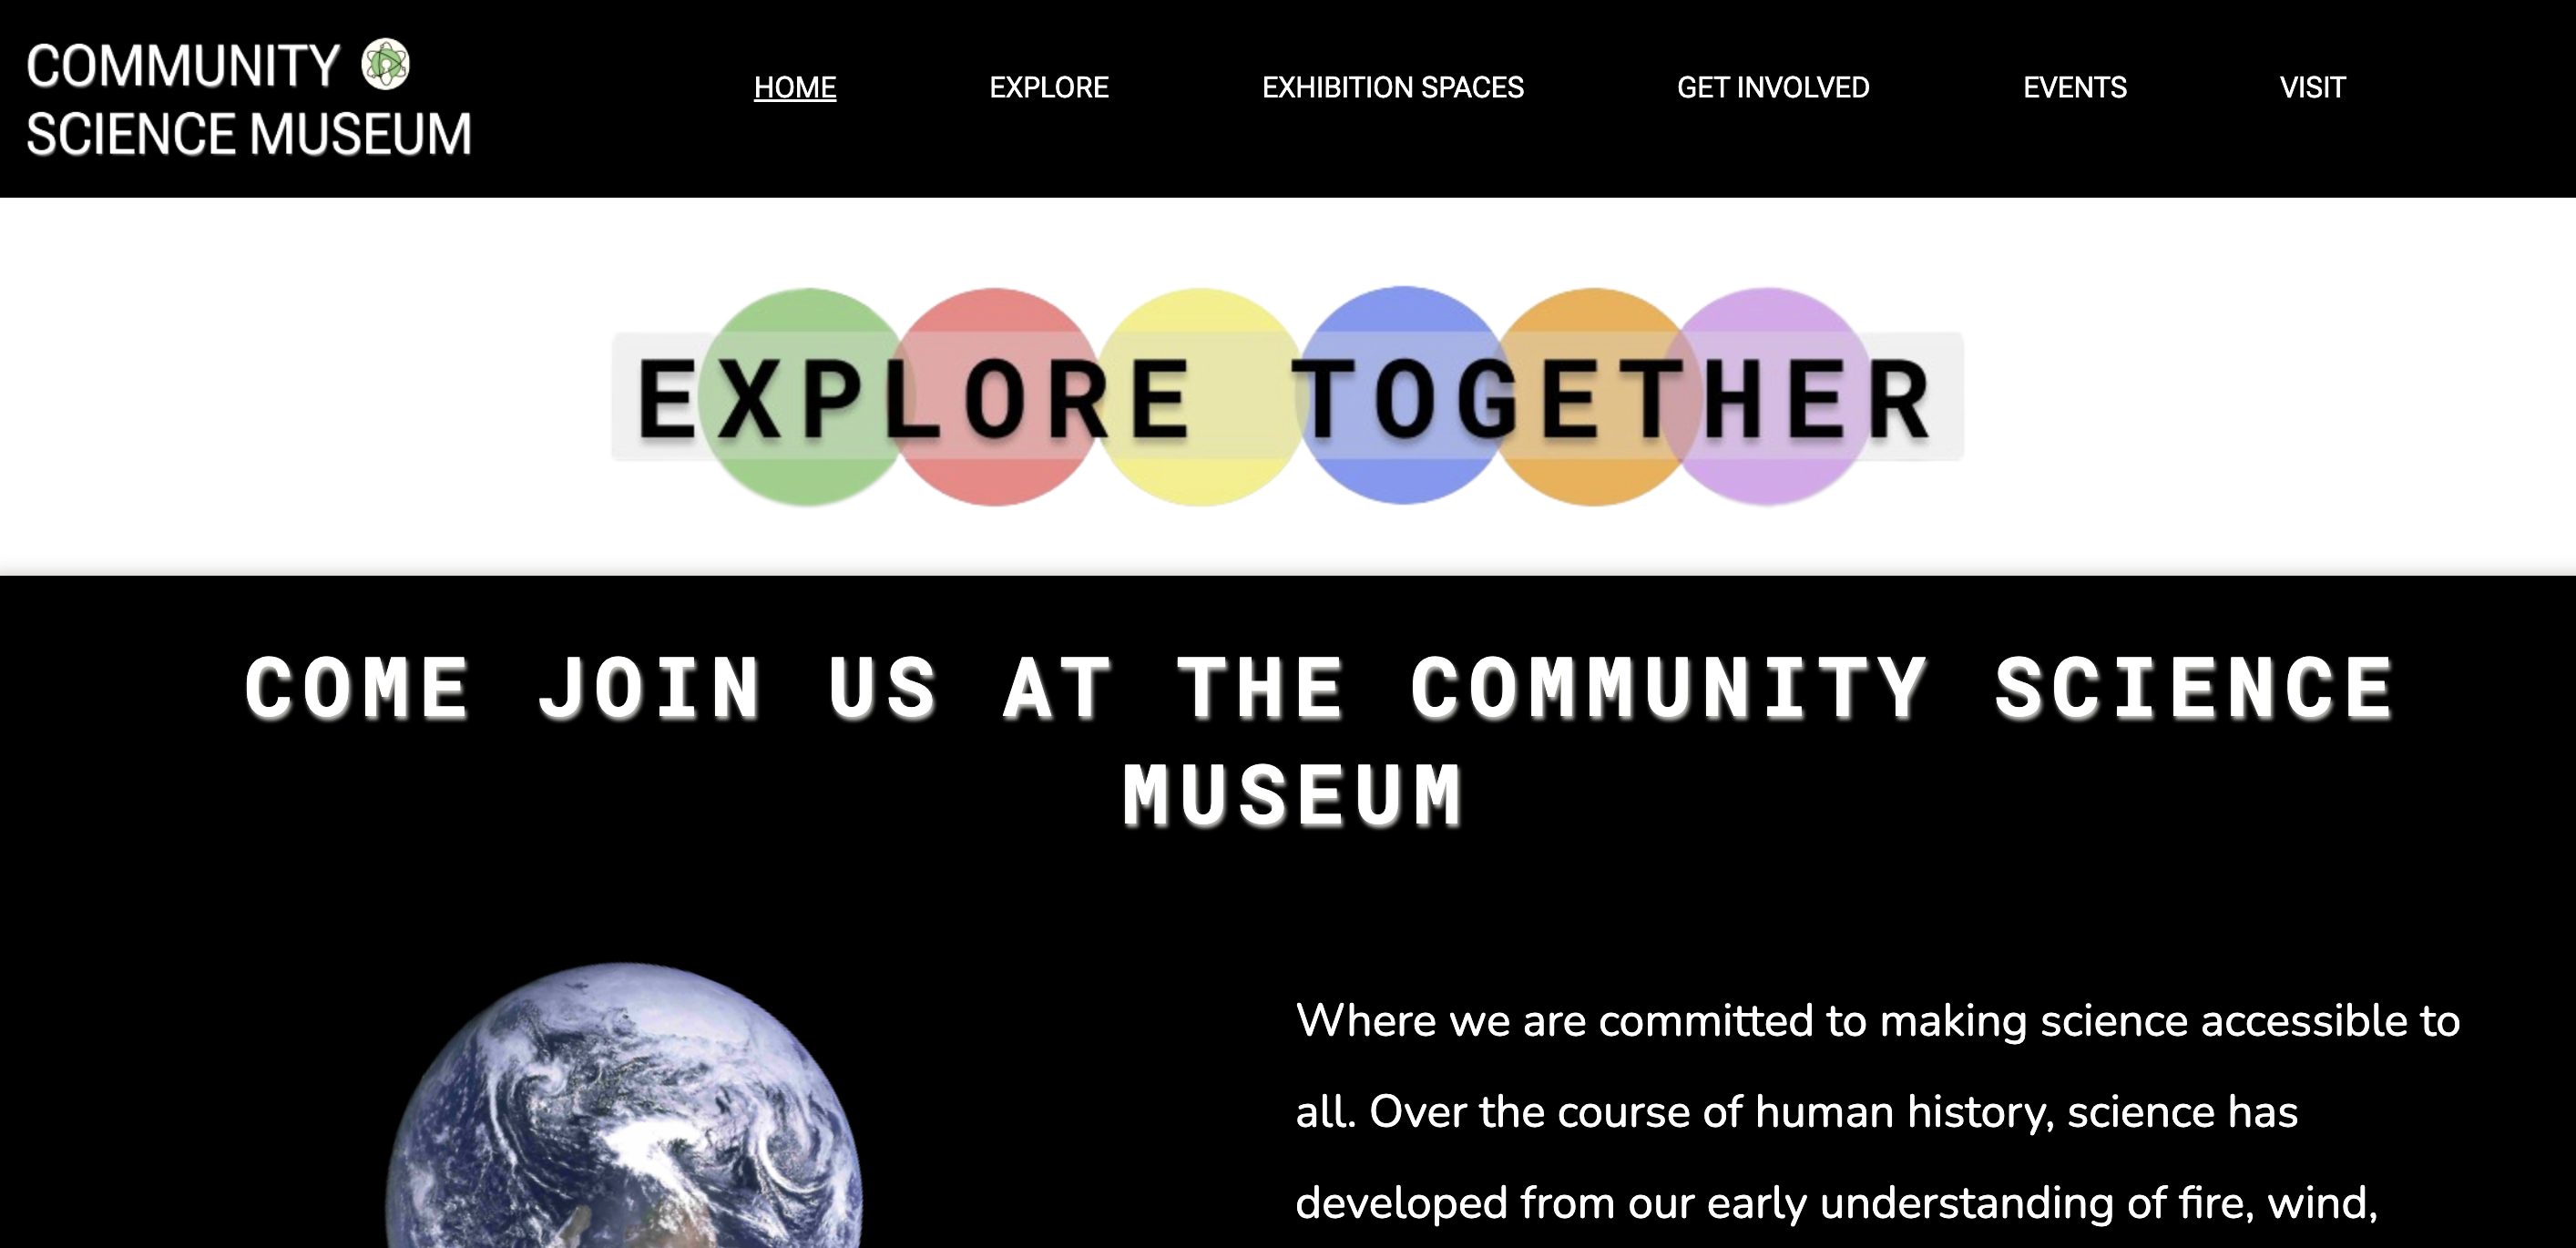 COMMUNITY
SCIENCE MUSEUM
HOME EXPLORE EXHIBITION SPACES GET INVOLVED EVENTS VISIT
EXPLORE TOGETHER
COME JOIN US AT THE COMMUNITY SCIENCE
MUSEUM
Where we are committed to making science accessible to
all. Over the course of human history, science has
developed from our early understanding of fire, wind,